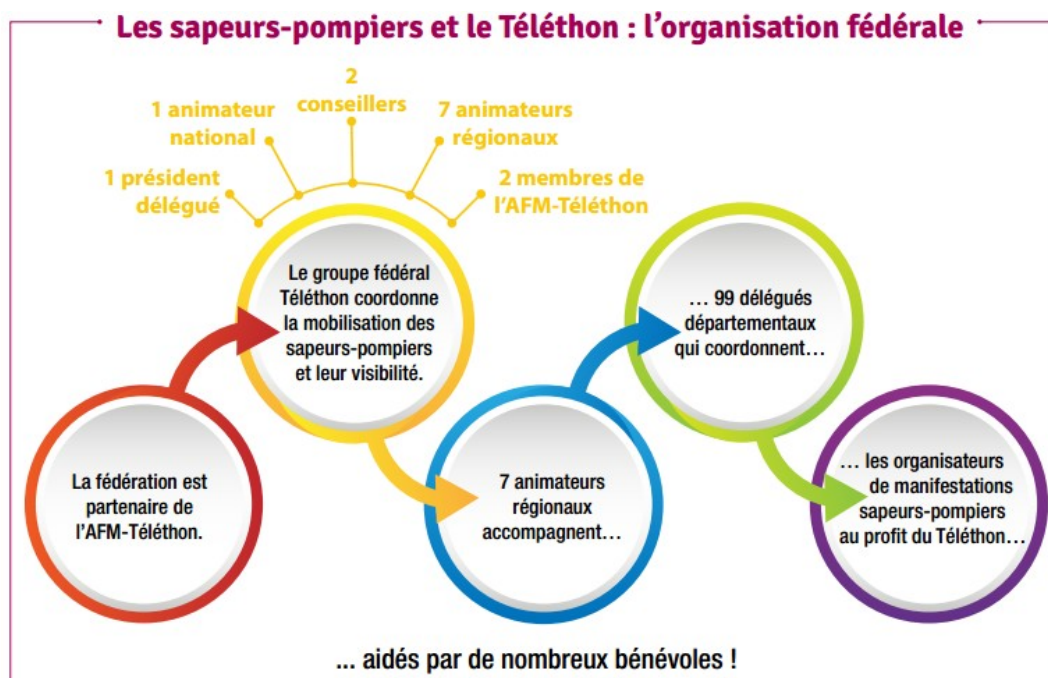 Les sapeurs-pompiers et le Téléthon : l’organisation fédérale
1 président
délégué
1 animateur
national
2
conseillers
7 animateurs
régionaux
2 membres de
l’AFM-Téléthon
La fédération est
partenaire de
l’AFM-Téléthon.
Le groupe fédéral
Téléthon coordonne
la mobilisation des
sapeurs-pompiers
et leur visibilité.
7 animateurs
régionaux
accompagnent…
… 99 délégués
départementaux
qui coordonnent…
… les organisateurs
de manifestations
sapeurs-pompiers
au profit du Téléthon…
... aidés par de nombreux bénévoles !